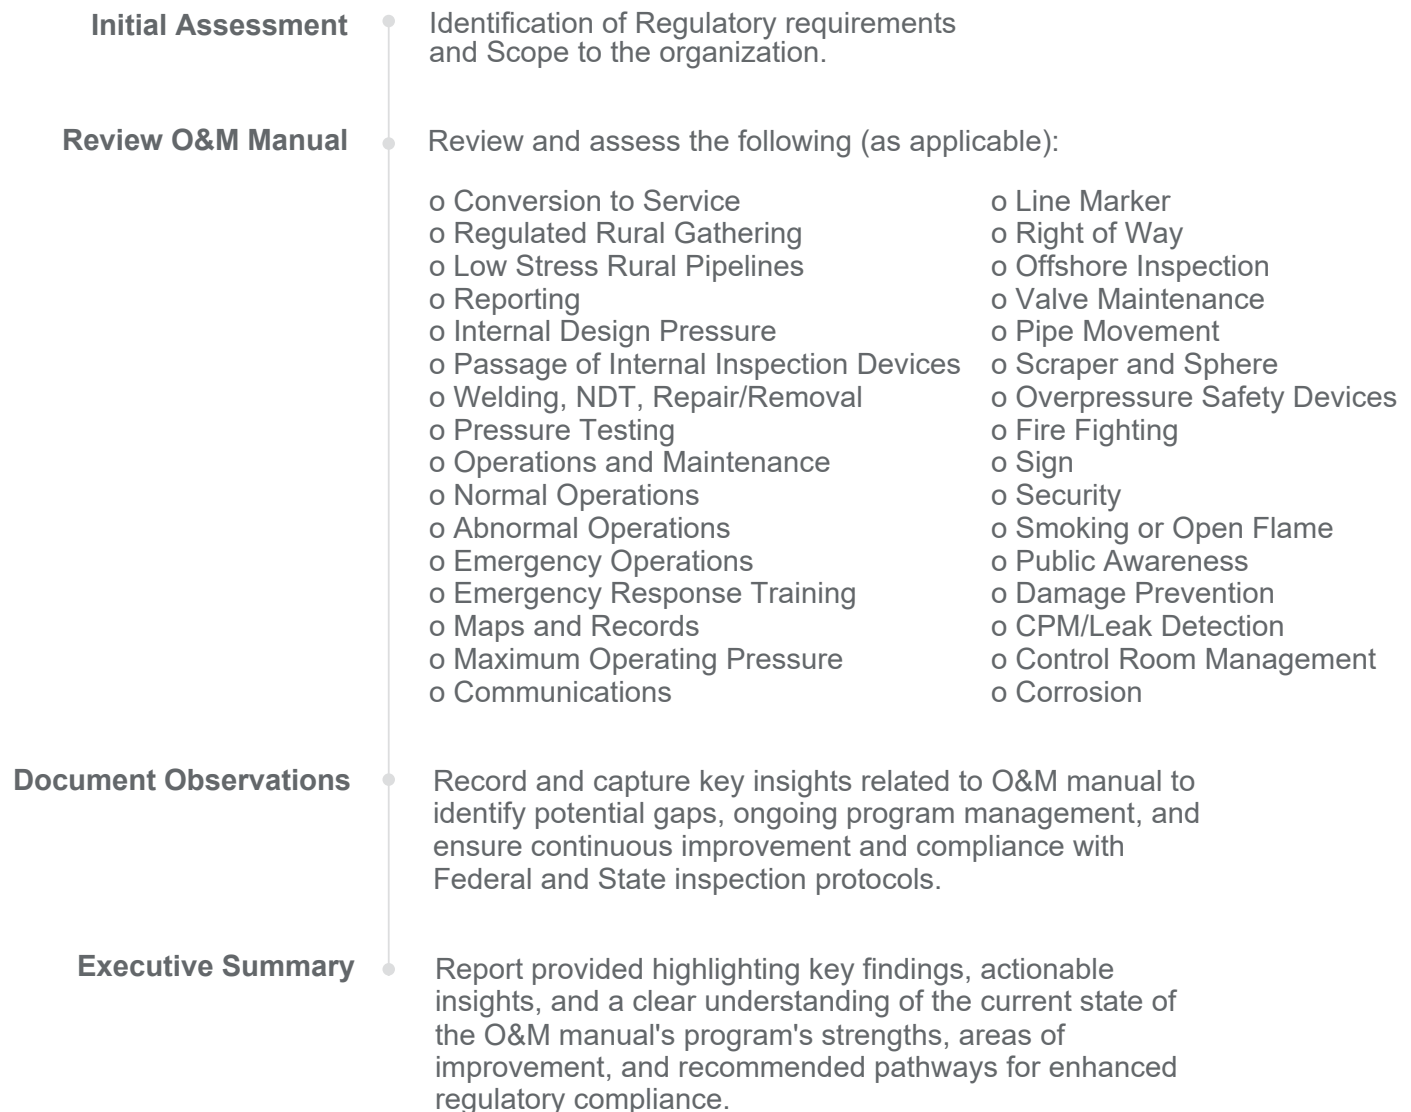 Initial Assessment
Identification of Regulatory requirements
and Scope to the organization.
Review O&M Manual
Review and assess the following (as applicable):
o Conversion to Service
o Regulated Rural Gathering
o Low Stress Rural Pipelines
o Reporting
o Internal Design Pressure
o Passage of Internal Inspection Devices
o Welding, NDT, Repair/Removal
o Pressure Testing
o Operations and Maintenance
o Normal Operations
o Abnormal Operations
o Emergency Operations
o Emergency Response Training
o Maps and Records
o Maximum Operating Pressure
o Communications
o Line Marker
o Right of Way
o Offshore Inspection
o Valve Maintenance
o Pipe Movement
o Scraper and Sphere
o Overpressure Safety Devices
o Fire Fighting
o Sign
o Security
o Smoking or Open Flame
o Public Awareness
o Damage Prevention
o CPM/Leak Detection
o Control Room Management
o Corrosion
Document Observations
Record and capture key insights related to O&M manual to
identify potential gaps, ongoing program management, and
ensure continuous improvement and compliance with
Federal and State inspection protocols.
Executive Summary
Report provided highlighting key findings, actionable
insights, and a clear understanding of the current state of
the O&M manual's program's strengths, areas of
improvement, and recommended pathways for enhanced
regulatory compliance.